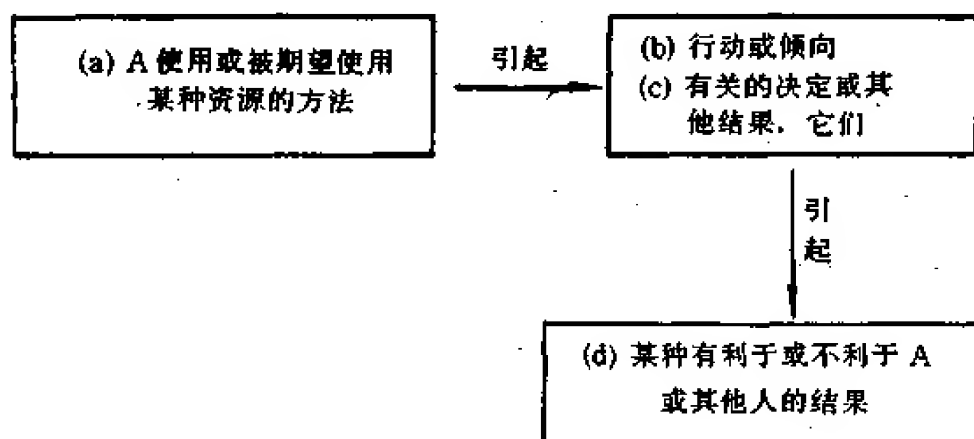 (a) A 使用或被期望使用
某种资源的方法
引起
(b) 行动或倾向
(c) 有关的决定或其
他结果，它们
引
起
(d) 某种有利于或不利于 A
或其他人的结果